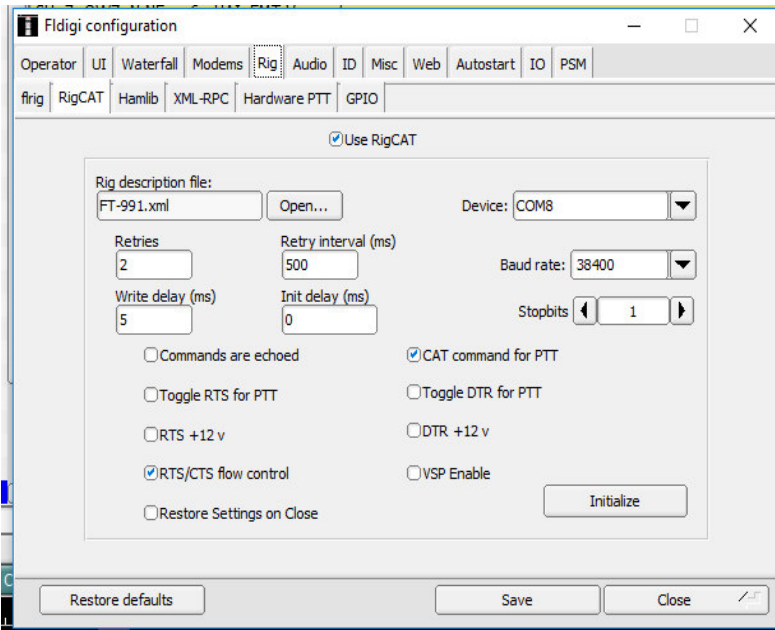 Fldigi configuration
Operator UI Waterfall Modems Rig Audio ID Misc Web Autostart IO PSM
flrig RigCAT Hamlib XML-RPC Hardware PTT GPIO
Use RigCAT
Rig description file:
FT-991.xml Open... Device: COM8
Retries Retry interval (ms)
2 500 Baud rate: 38400
Write delay (ms) Init delay (ms)
5 0 Stopbits 1
Commands are echoed CAT command for PTT
Toggle RTS for PTT Toggle DTR for PTT
RTS +12 v DTR +12 v
RTS/CTS flow control VSP Enable
Initialize
Restore Settings on Close
Restore defaults Save Close